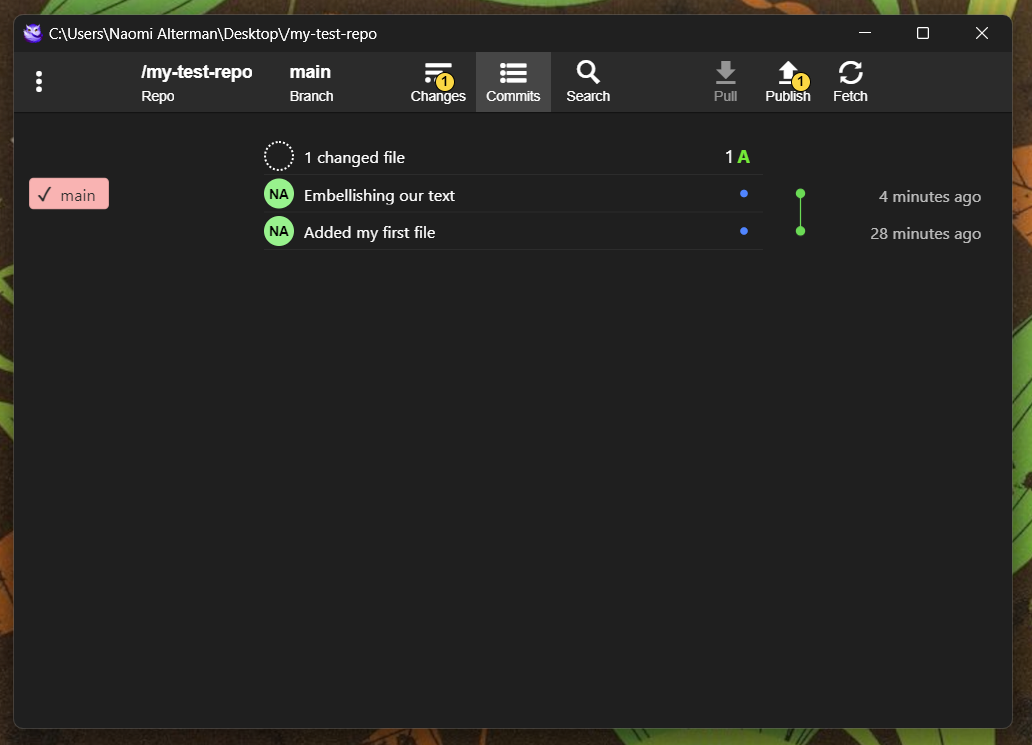 C:\Users\Naomi Alterman\Desktop\/my-test-repo
/my-test-repo
Repo
main
Branch
1
Changes
Commits
Search
Pull
1
Publish
Fetch
1 changed file
1 A
main
NA
Embellishing our text
4 minutes ago
NA
Added my first file
28 minutes ago